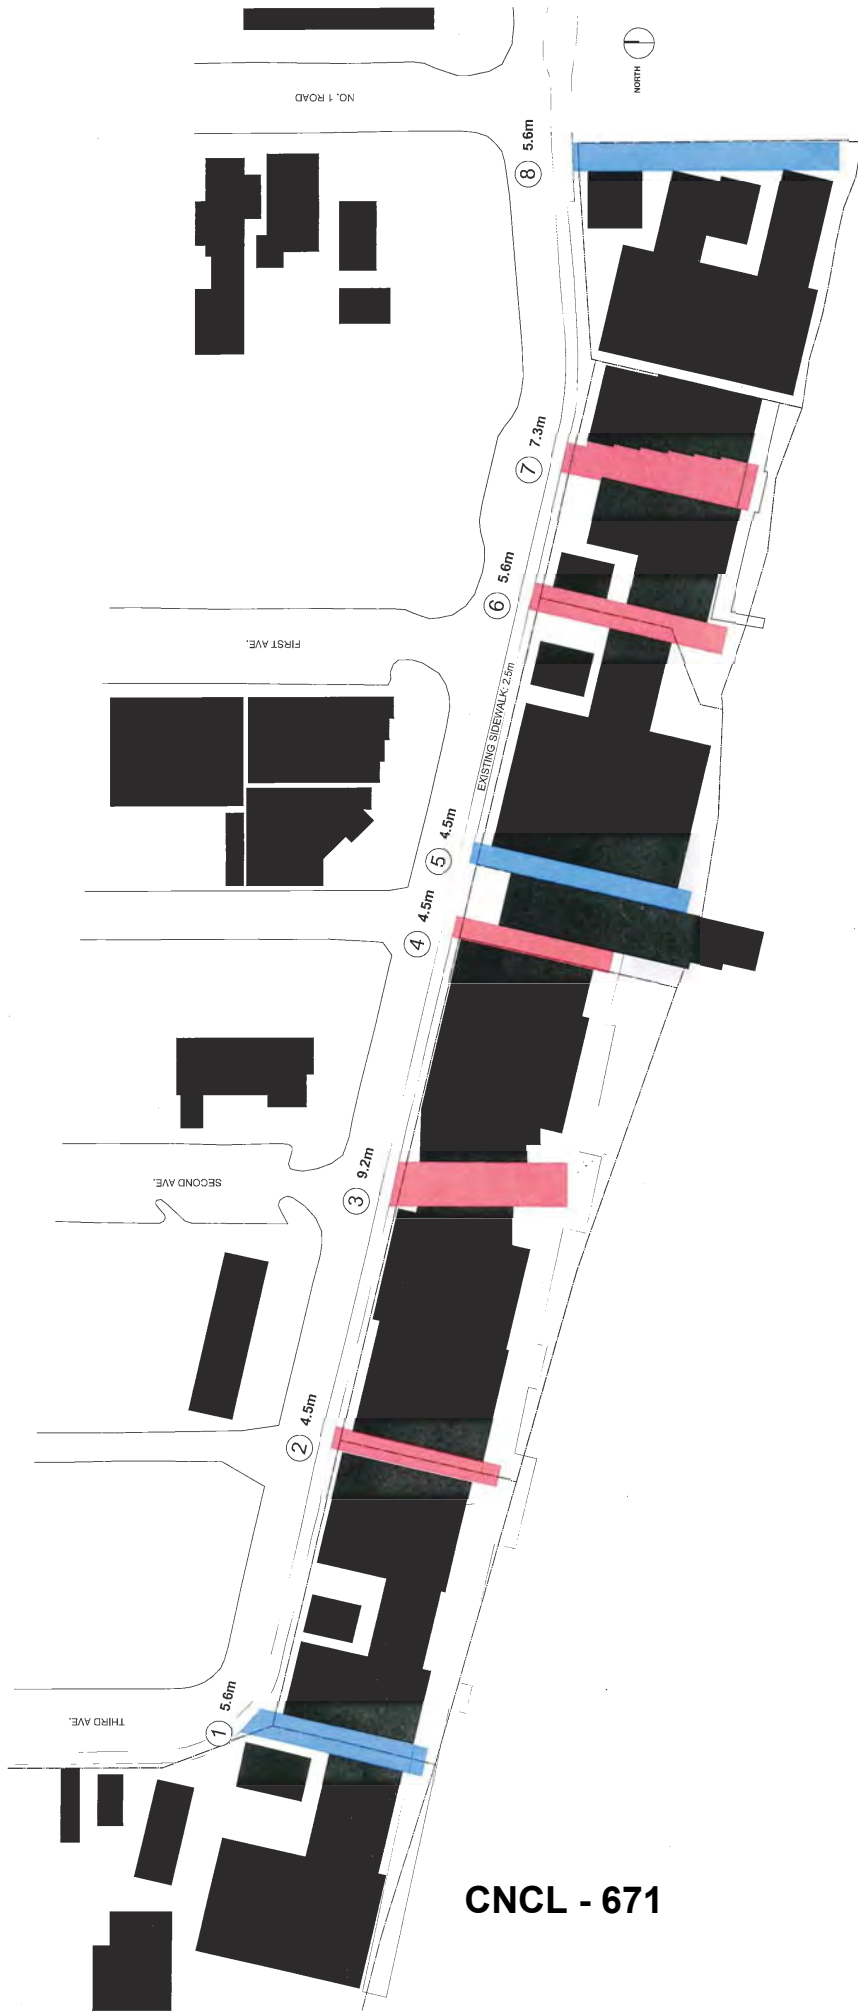 NORTH
NO. 1 ROAD
8 5.6m
7 7.3m
6 5.6m
FIRST AVE.
EXISTING SIDEWALK: 2.5m
5 4.5m
4 4.5m
SECOND AVE.
3 9.2m
2 4.5m
THIRD AVE.
1 5.6m
CNCL - 671